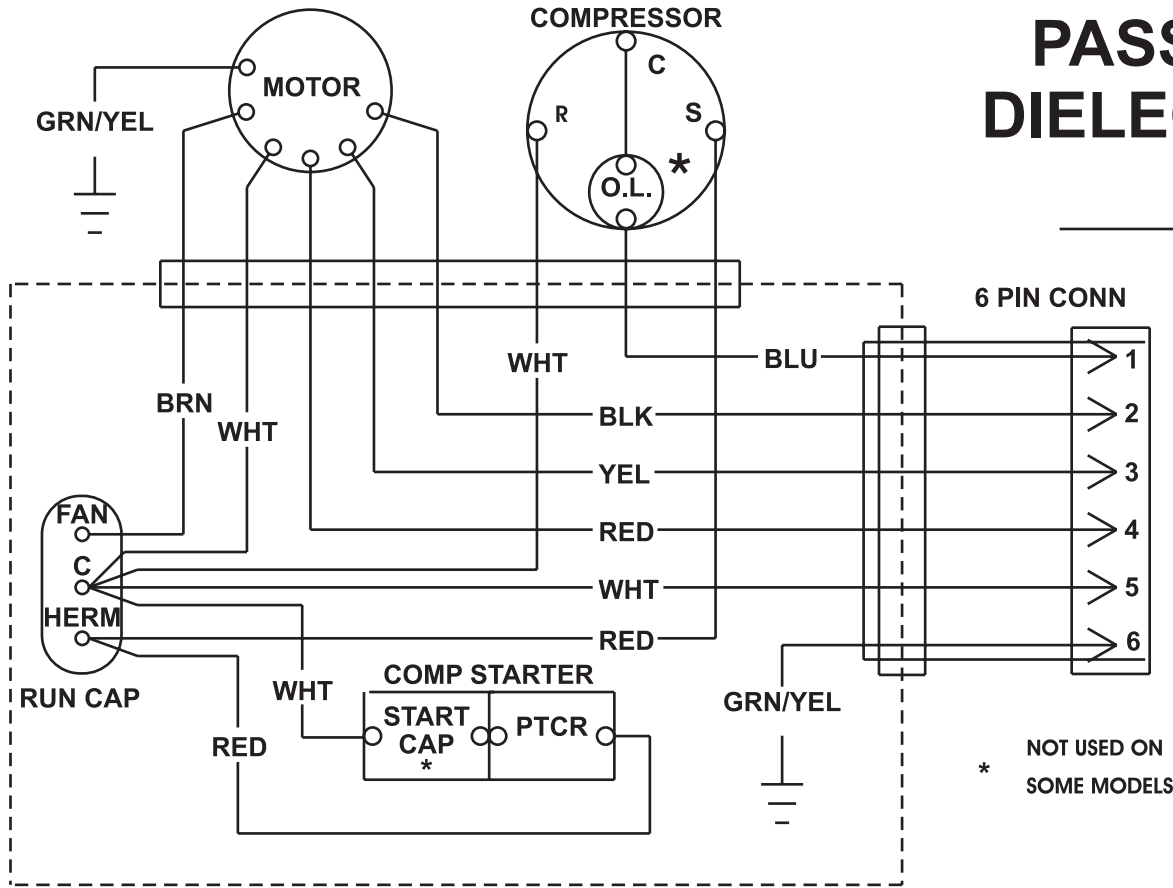 COMPRESSOR
PASS
DIELE
MOTOR
C
R
S
GRN/YEL
*
O.L.
6 PIN CONN
WHT
BLU
1
BRN
BLK
2
WHT
YEL
3
FAN
RED
4
C
WHT
5
HERM
RED
6
COMP STARTER
RUN CAP
WHT
GRN/YEL
START
CAP
*
PTCR
RED
* NOT USED ON
SOME MODELS